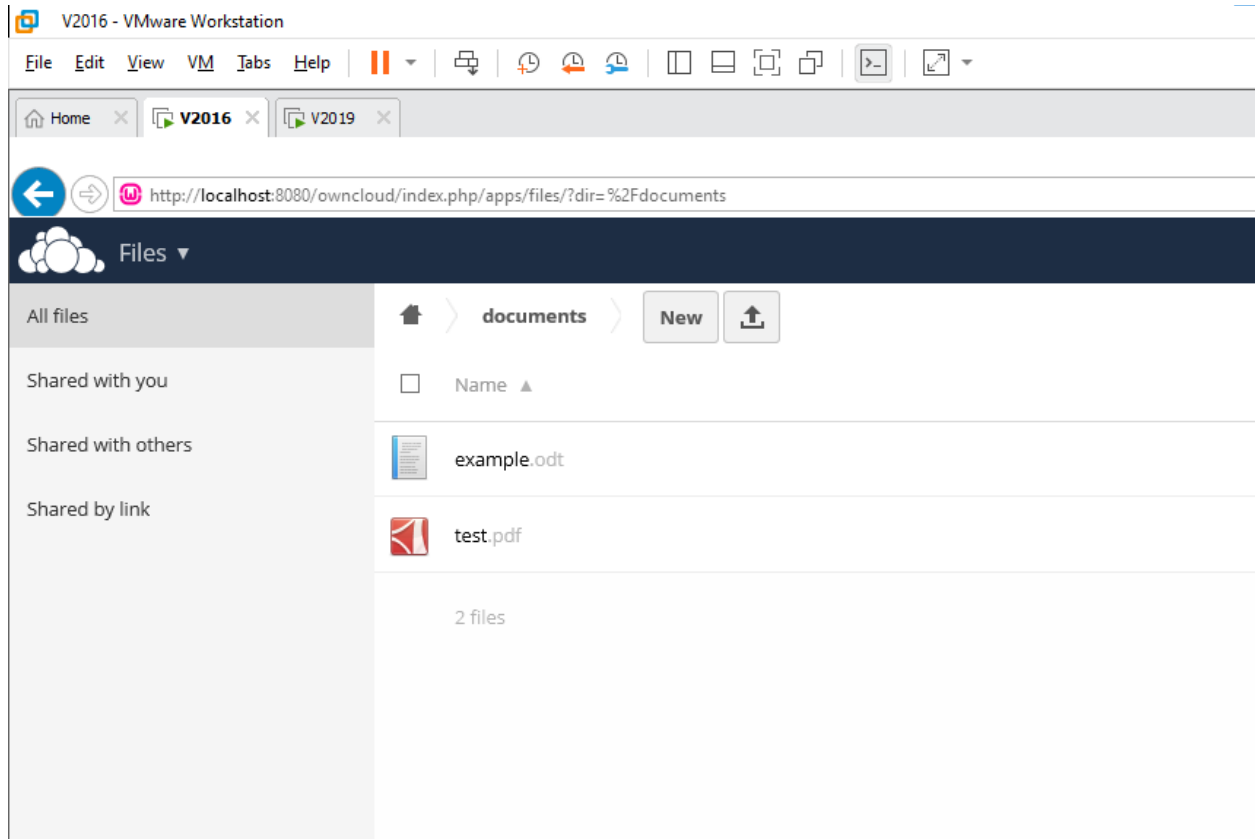 V2016 - VMware Workstation
File Edit View VM Tabs Help
Home V2016 V2019
http://localhost:8080/owncloud/index.php/apps/files/?dir=%2Fdocuments
Files
All files
documents New
Shared with you
Name
Shared with others
example.odt
Shared by link
test.pdf
2 files